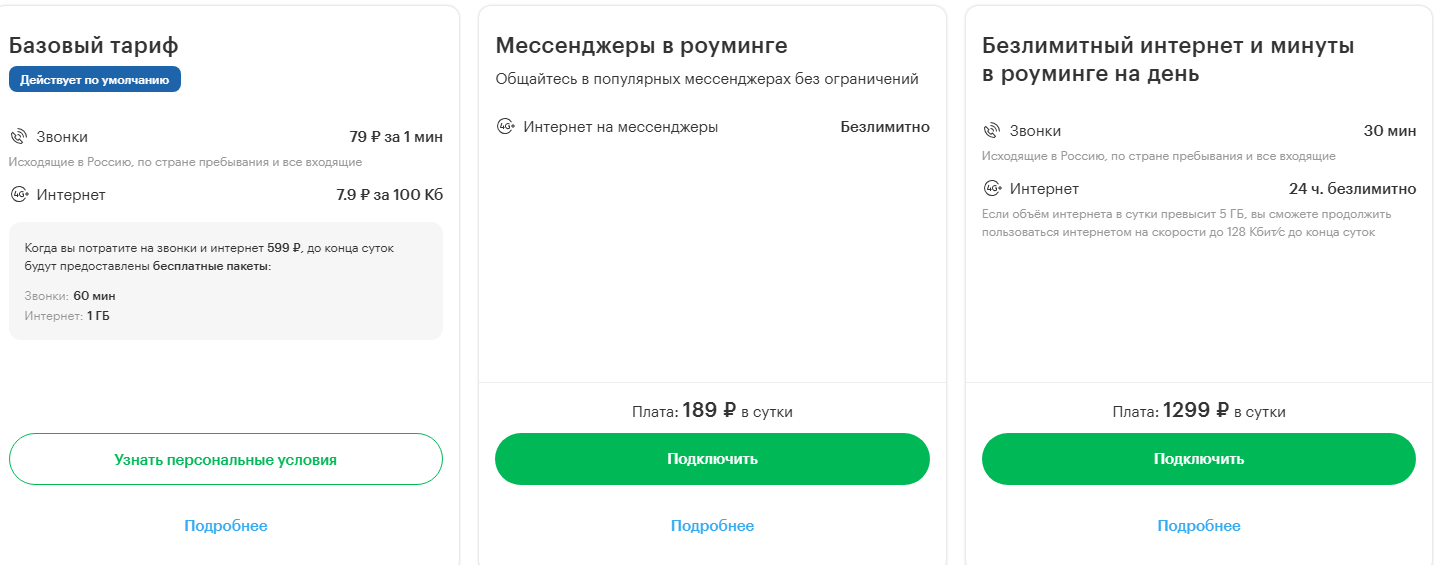 Базовый тариф
Действует по умолчанию
Звонки 79 ₽ за 1 мин
Исходящие в Россию, по стране пребывания и все входящие
4G+ Интернет 7.9 ₽ за 100 Кб
Когда вы потратите на звонки и интернет 599 ₽, до конца суток
будут предоставлены бесплатные пакеты:
Звонки: 60 мин
Интернет: 1 ГБ
Узнать персональные условия
Подробнее
Мессенджеры в роуминге
Общайтесь в популярных мессенджерах без ограничений
4G+ Интернет на мессенджеры Безлимитно
Плата: 189 ₽ в сутки
Подключить
Подробнее
Безлимитный интернет и минуты
в роуминге на день
Звонки 30 мин
Исходящие в Россию, по стране пребывания и все входящие
4G+ Интернет 24 ч. безлимитно
Если объём интернета в сутки превысит 5 ГБ, вы сможете продолжить
пользоваться интернетом на скорости до 128 Кбит/с до конца суток
Плата: 1299 ₽ в сутки
Подключить
Подробнее